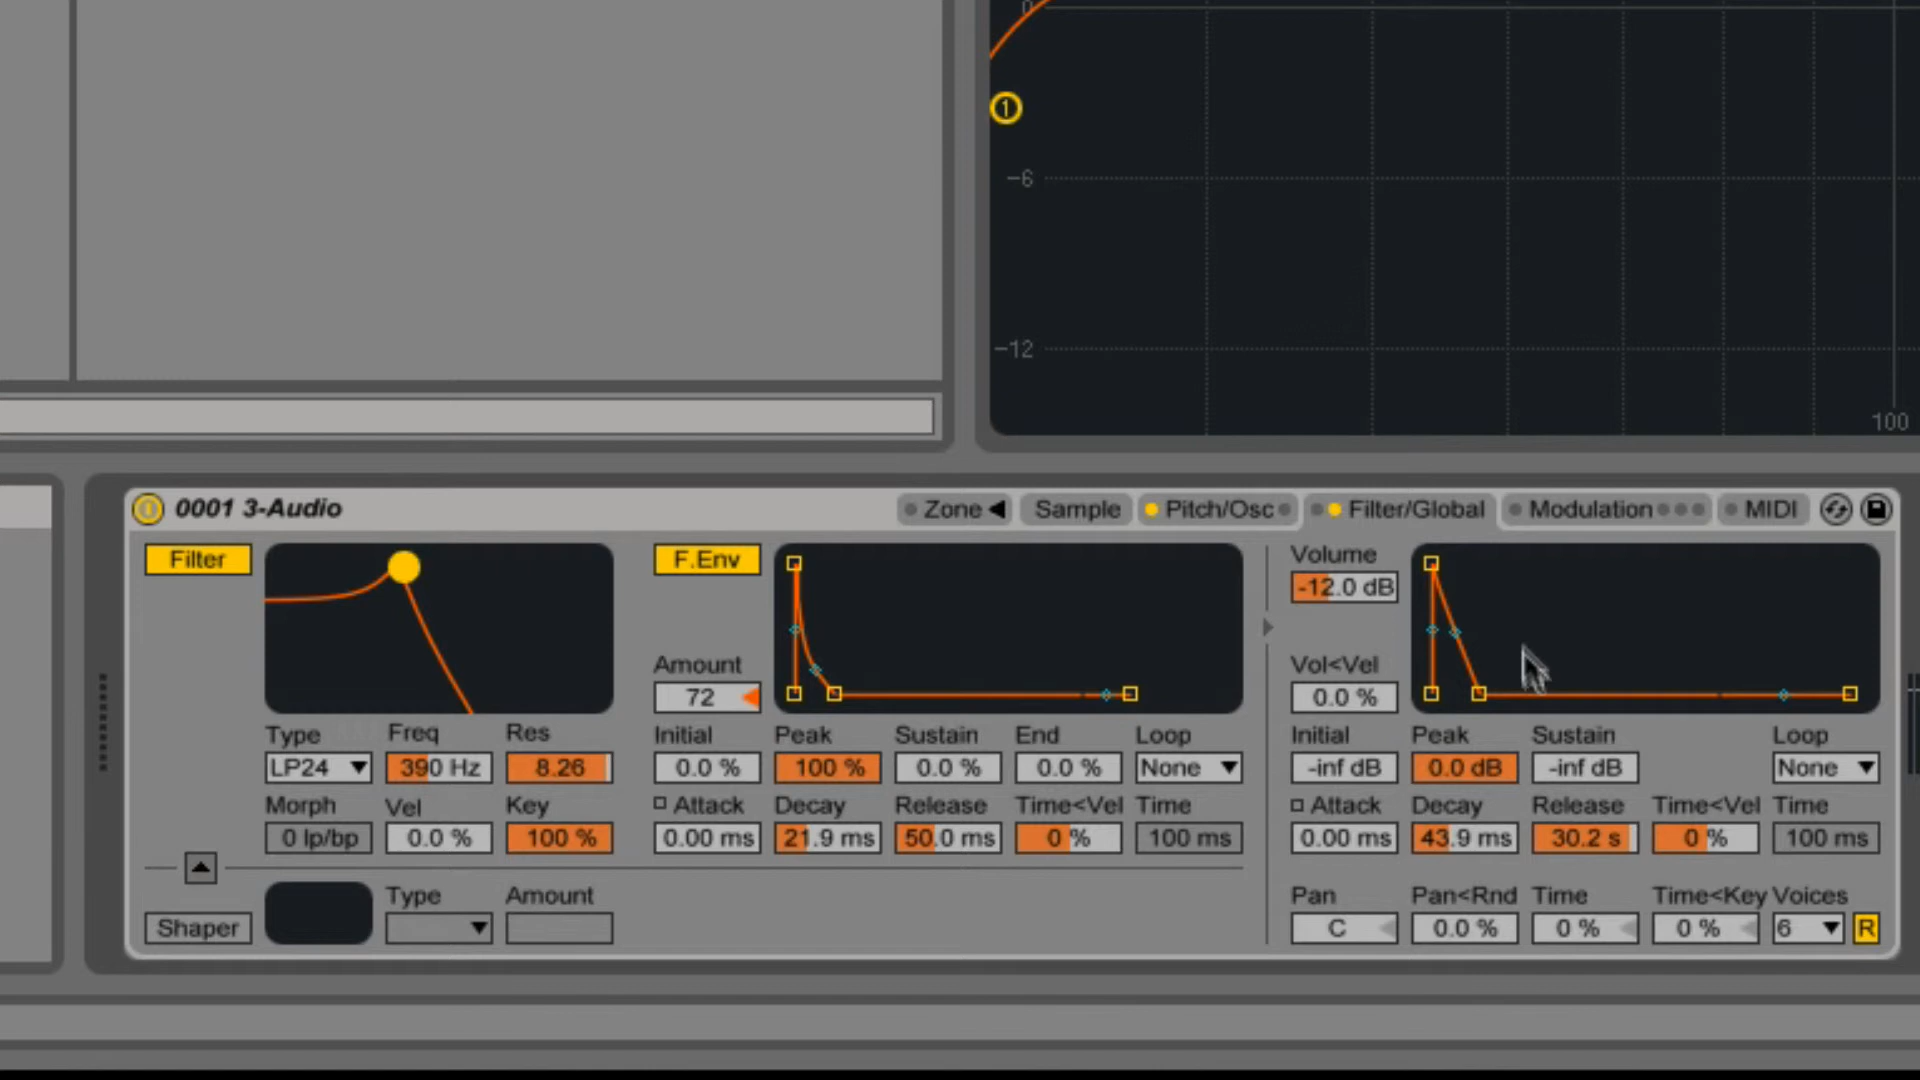 0
1
-6
-12
100
0001 3-Audio Zone Sample Pitch/Osc Filter/Global Modulation MIDI
Filter F.Env Volume
-12.0 dB
Amount Vol<Vel
72 0.0 %
Type Freq Res Initial Peak Sustain End Loop Initial Peak Sustain Loop
LP24 390 Hz 8.26 0.0 % 100 % 0.0 % 0.0 % None -inf dB 0.0 dB -inf dB None
Morph Vel Key Attack Decay Release Time<Vel Time Attack Decay Release Time<Vel Time
0 lp/bp 0.0 % 100 % 0.00 ms 21.9 ms 50.0 ms 0 % 100 ms 0.00 ms 43.9 ms 30.2 s 0 % 100 ms
Type Amount Pan Pan<Rnd Time Time<Key Voices
Shaper C 0.0 % 0 % 0 % 6 R